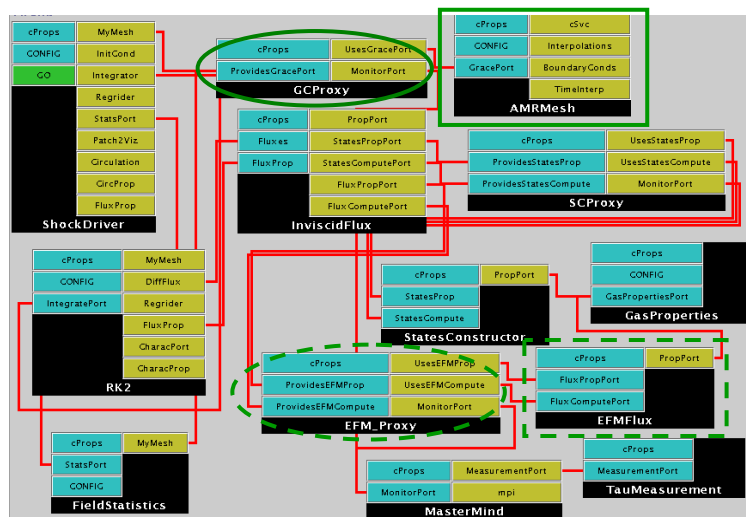 cProps MyMesh
CONFIG InitCond
GO Integrator
Regrider
StatsPort
Patch2Viz
Circulation
CircProp
FluxProp
ShockDriver
cProps UsesGracePort
ProvidesGracePort MonitorPort
GCProxy
cProps cSvc
CONFIG Interpolations
GracePort BoundaryConds
TimeInterp
AMRMesh
cProps PropPort
Fluxes StatesPropPort
FluxProp StatesComputePort
FluxPropPort
FluxComputePort
InviscidFlux
cProps UsesStatesProp
ProvidesStatesProp UsesStatesCompute
ProvidesStatesCompute MonitorPort
SCProxy
cProps MyMesh
CONFIG DiffFlux
IntegratePort Regrider
FluxProp
CharacPort
CharacProp
RK2
cProps PropPort
StatesProp
StatesCompute
StatesConstructor
cProps
CONFIG
GasPropertiesPort
GasProperties
cProps UsesEFMProp
ProvidesEFMProp UsesEFMCompute
ProvidesEFMCompute MonitorPort
EFM_Proxy
cProps PropPort
FluxPropPort
FluxComputePort
EFMFlux
cProps MyMesh
StatsPort
CONFIG
FieldStatistics
cProps MeasurementPort
MonitorPort mpi
MasterMind
cProps
MeasurementPort
TauMeasurement